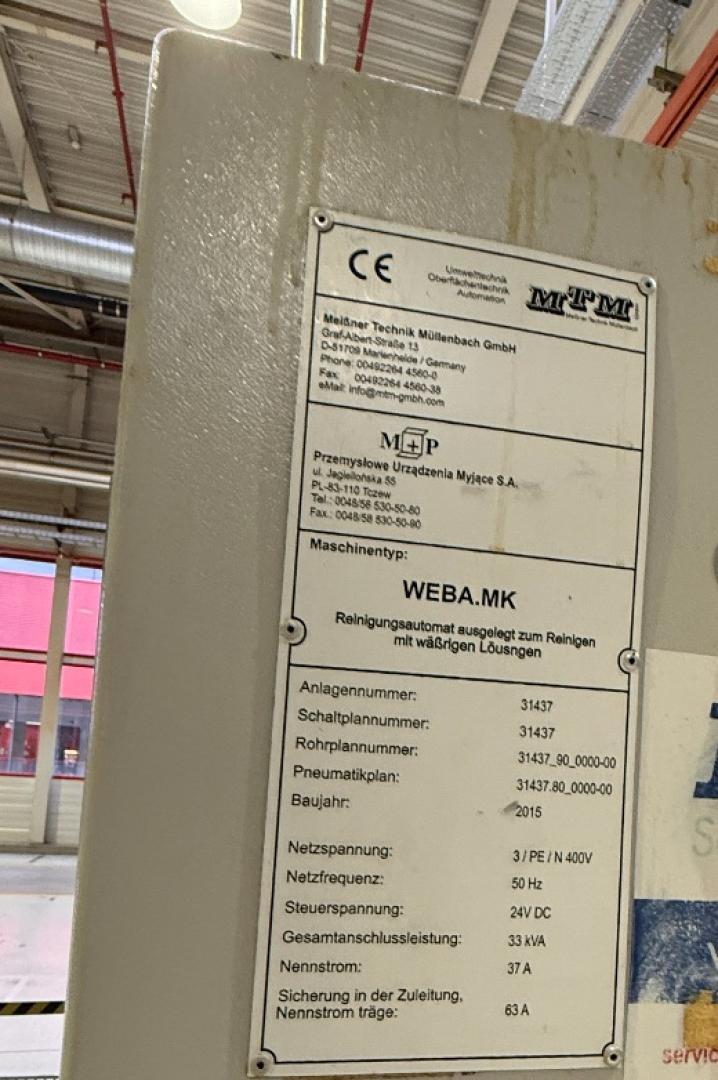 CE
Umwelttechnik
Oberflächentechnik
Automation
MTM
Meißner Technik Müllenbach
Meißner Technik Müllenbach GmbH
Graf-Albert-Straße 13
D-51709 Marienheide / Germany
Phone: 00492264 4560-0
Fax: 00492264 4560-38
eMail: info@mtm-gmbh.com
M+P
Przemysłowe Urządzenia Myjące S.A.
ul. Jagiellońska 55
PL-83-110 Tczew
Tel.: 0048/58 530-50-80
Fax.: 0048/58 530-50-90
Maschinentyp:
WEBA.MK
Reinigungsautomat ausgelegt zum Reinigen
mit wäßrigen Löusngen
Anlagennummer: 31437
Schaltplannummer: 31437
Rohrplannummer: 31437_90_0000-00
Pneumatikplan: 31437.80_0000-00
Baujahr: 2015
Netzspannung: 3 / PE / N 400V
Netzfrequenz: 50 Hz
Steuerspannung: 24V DC
Gesamtanschlussleistung: 33 kVA
Nennstrom: 37 A
Sicherung in der Zuleitung,
Nennstrom träge: 63 A
servic